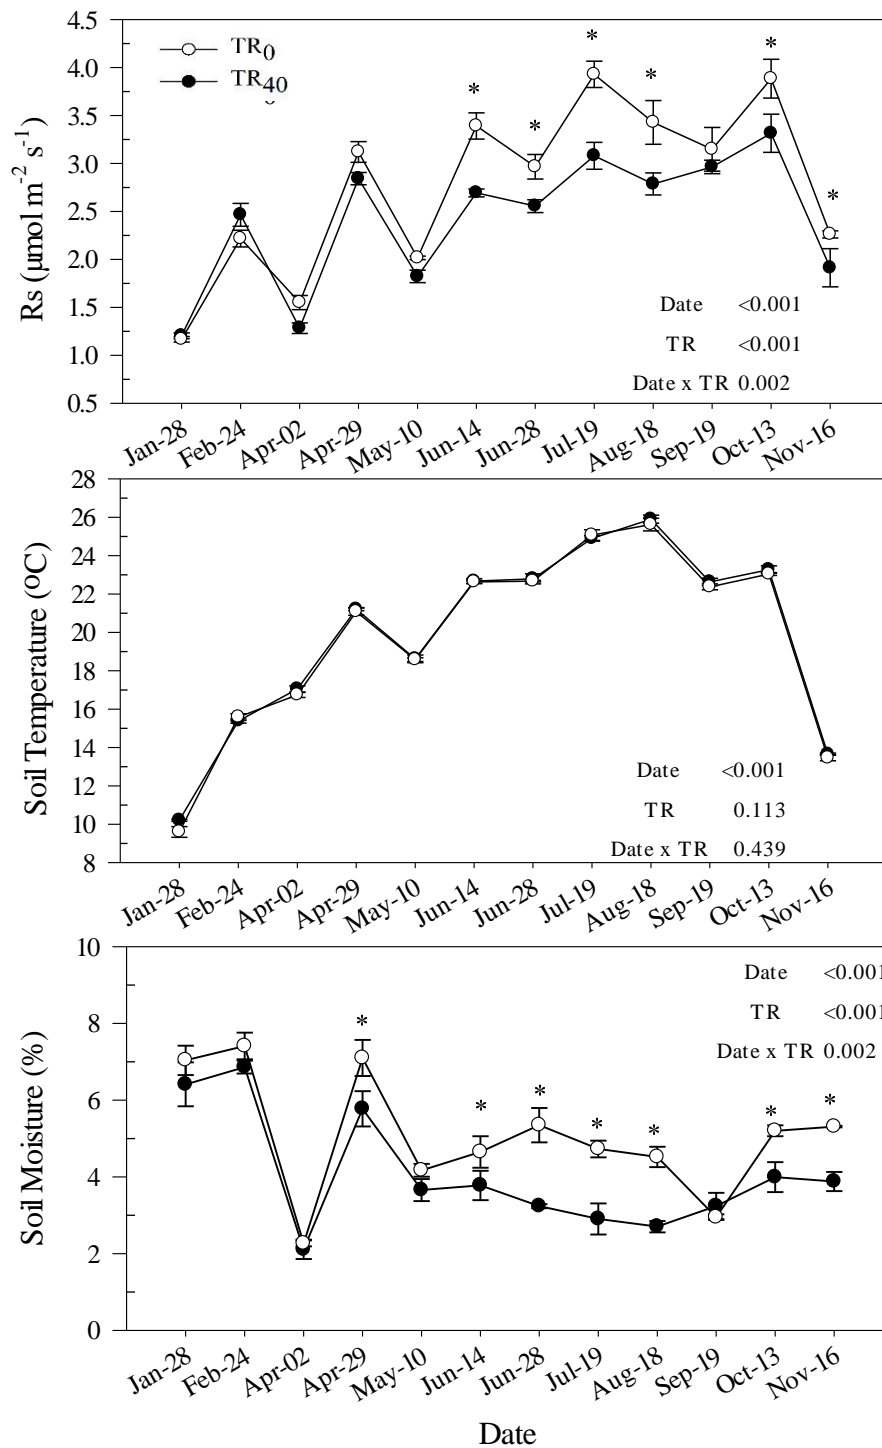 4.5
4.0
3.5
3.0
2.5
2.0
1.5
1.0
0.5
Rs (µmol m-2 s-1)
TR0
TR40
* * * * * * *
Date <0.001
TR <0.001
Date x TR 0.002
Jan-28 Feb-24 Apr-02 Apr-29 May-10 Jun-14 Jun-28 Jul-19 Aug-18 Sep-19 Oct-13 Nov-16
28
26
24
22
20
18
16
14
12
10
8
Soil Temperature (ºC)
Date <0.001
TR 0.113
Date x TR 0.439
Jan-28 Feb-24 Apr-02 Apr-29 May-10 Jun-14 Jun-28 Jul-19 Aug-18 Sep-19 Oct-13 Nov-16
10
8
6
4
2
0
Soil Moisture (%)
Date <0.001
TR <0.001
Date x TR 0.002
* * * * * * *
Jan-28 Feb-24 Apr-02 Apr-29 May-10 Jun-14 Jun-28 Jul-19 Aug-18 Sep-19 Oct-13 Nov-16
Date